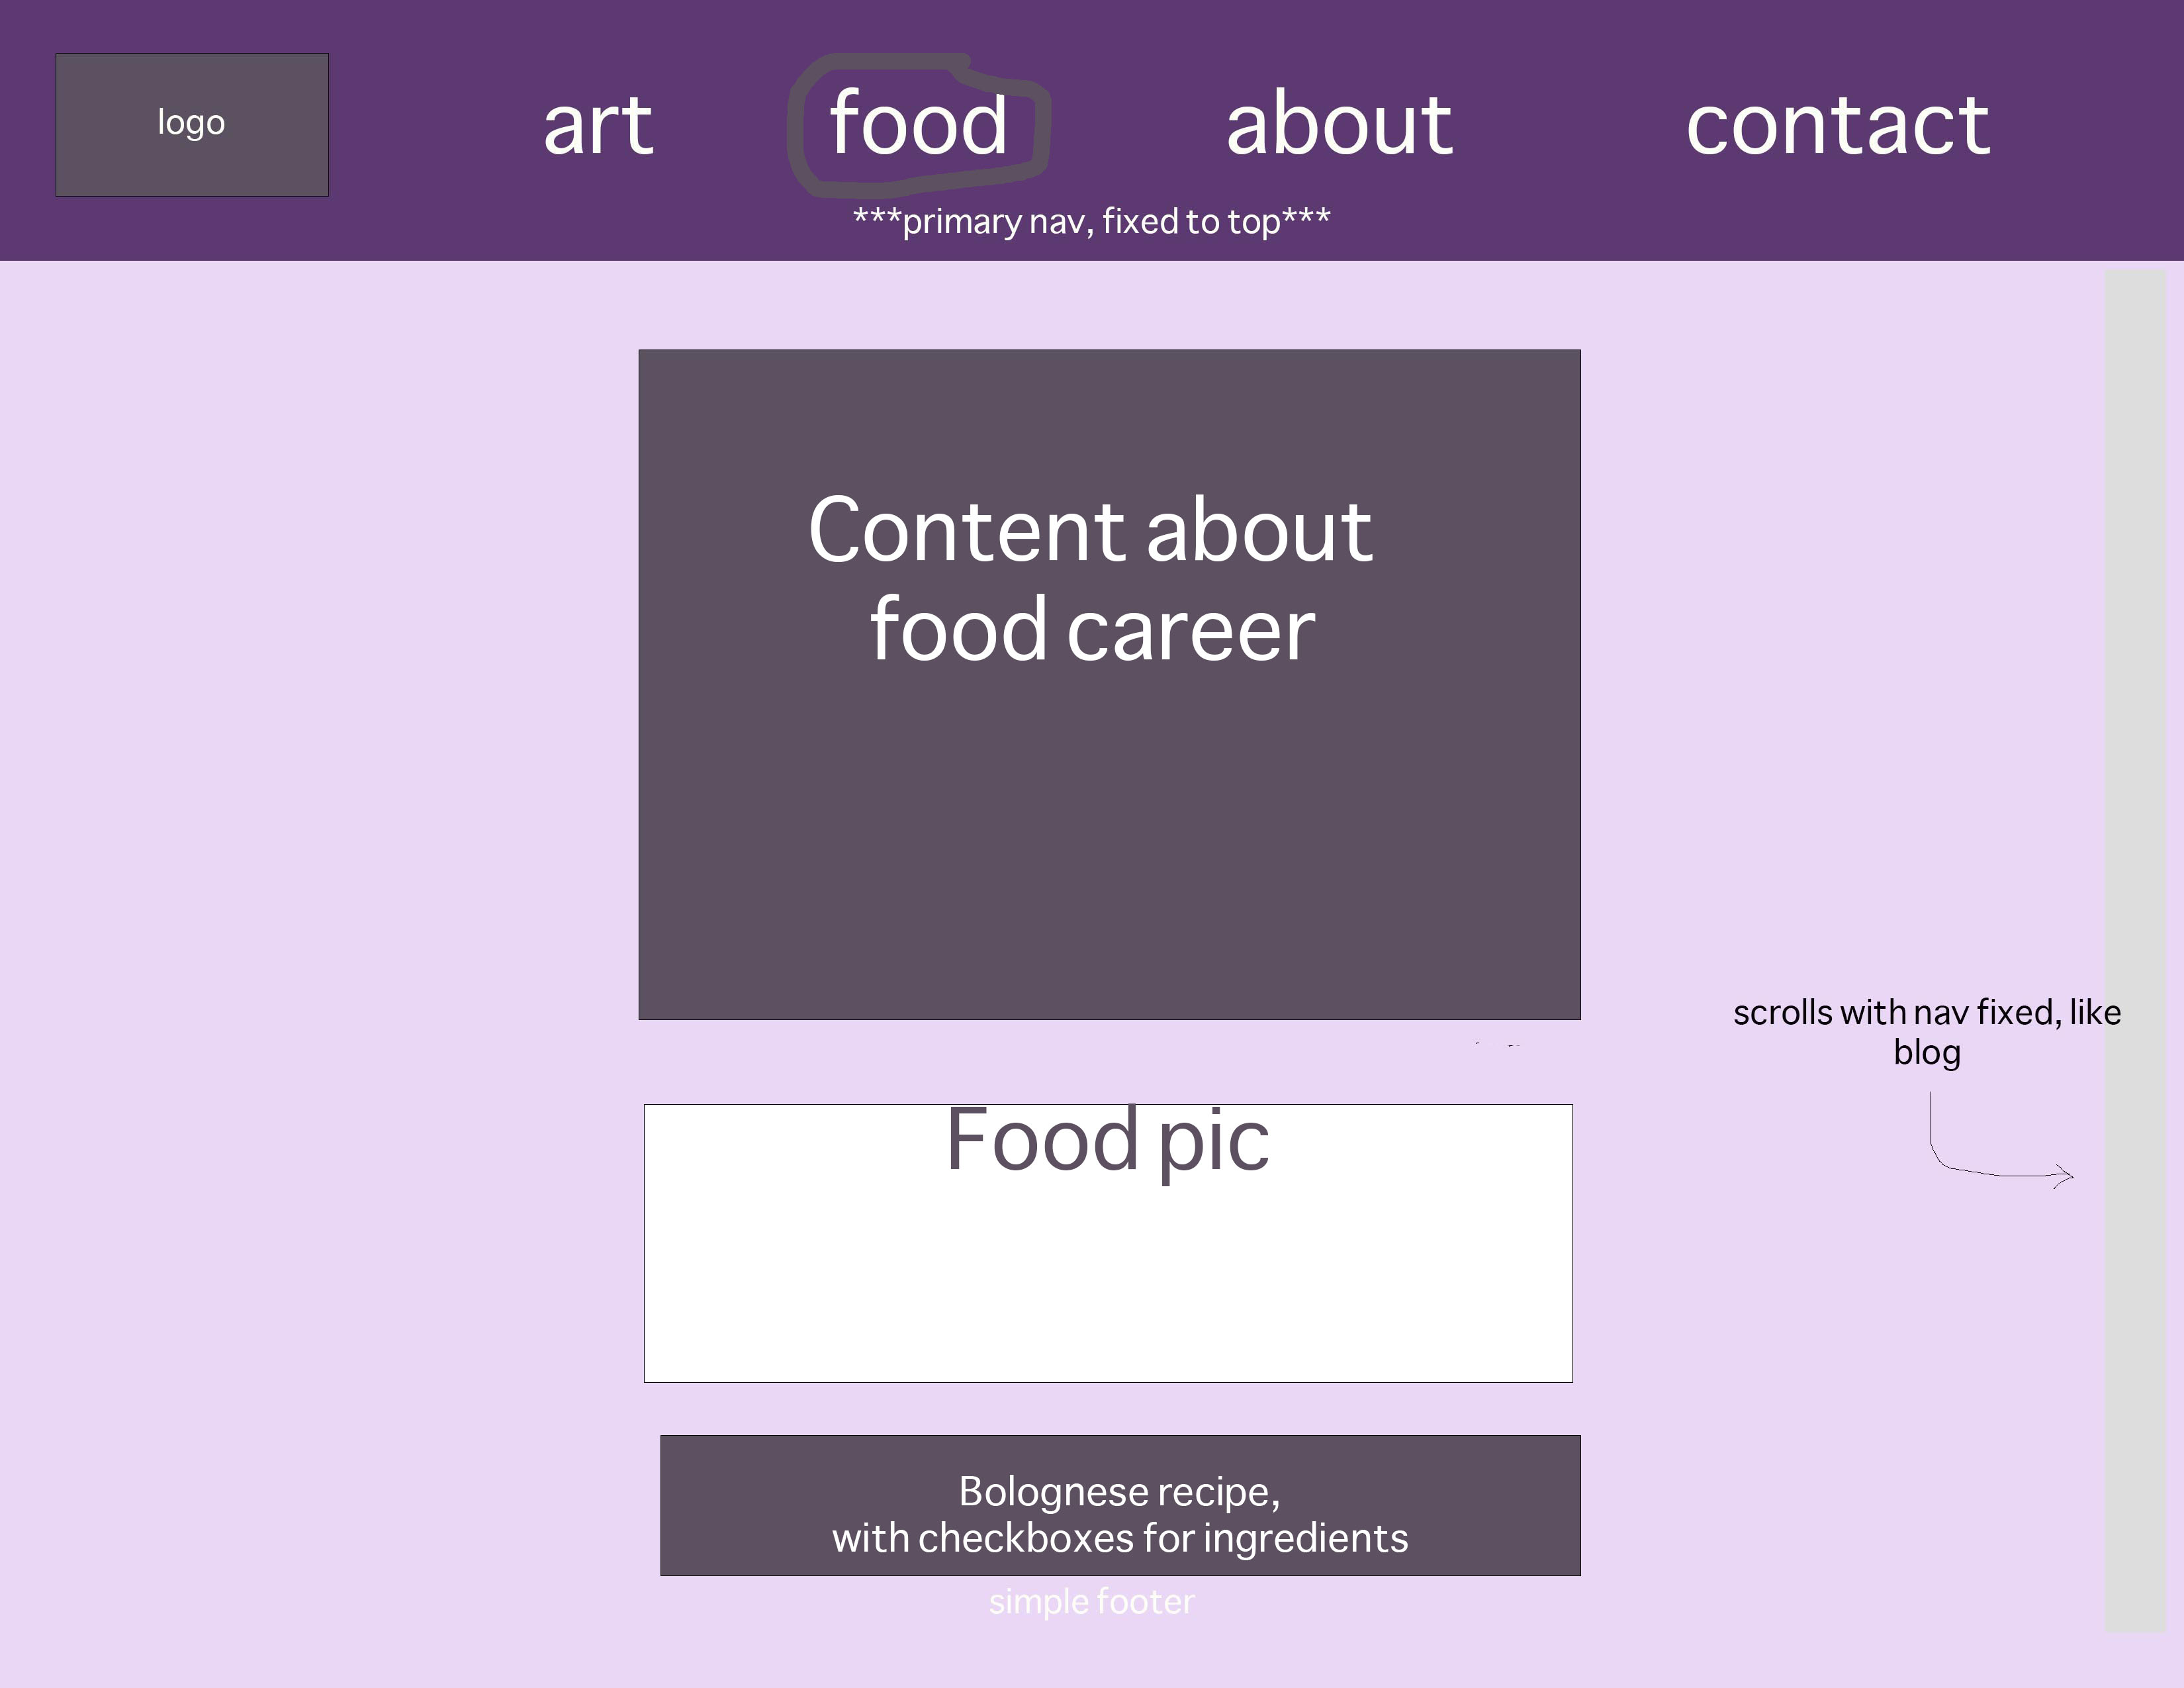 logo
art
food
about
contact
***primary nav, fixed to top***
Content about
food career
scrolls with nav fixed, like
blog
Food pic
Bolognese recipe,
with checkboxes for ingredients
simple footer